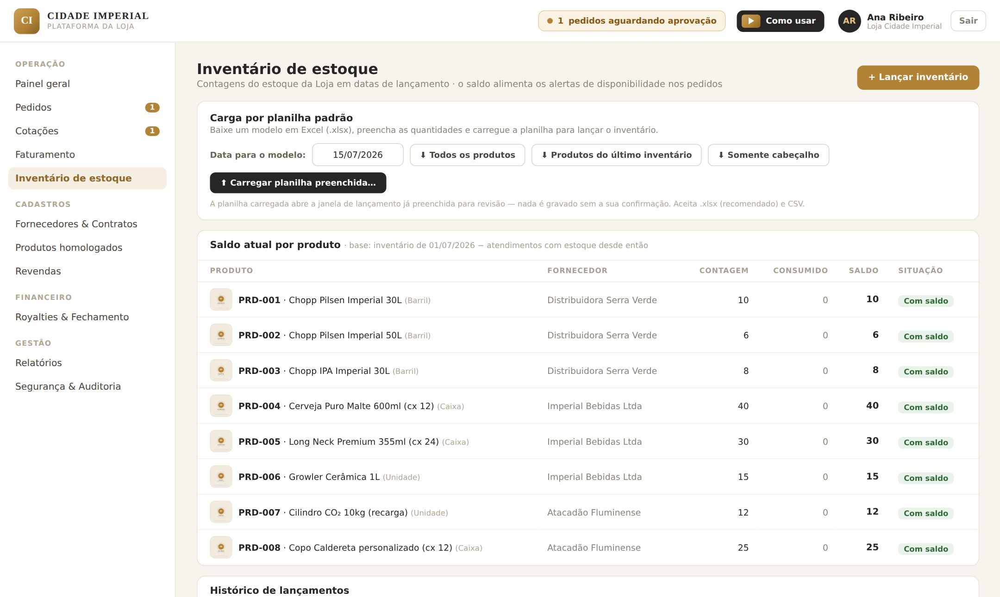 CI
CIDADE IMPERIAL
PLATAFORMA DA LOJA
1 pedidos aguardando aprovação
Como usar
AR
Ana Ribeiro
Loja Cidade Imperial
Sair
OPERAÇÃO
Painel geral
Pedidos 1
Cotações 1
Faturamento
Inventário de estoque
CADASTROS
Fornecedores & Contratos
Produtos homologados
Revendas
FINANCEIRO
Royalties & Fechamento
GESTÃO
Relatórios
Segurança & Auditoria
Inventário de estoque
Contagens do estoque da Loja em datas de lançamento · o saldo alimenta os alertas de disponibilidade nos pedidos
+ Lançar inventário
Carga por planilha padrão
Baixe um modelo em Excel (.xlsx), preencha as quantidades e carregue a planilha para lançar o inventário.
Data para o modelo: 15/07/2026 ⬇ Todos os produtos ⬇ Produtos do último inventário ⬇ Somente cabeçalho
⬆ Carregar planilha preenchida...
A planilha carregada abre a janela de lançamento já preenchida para revisão — nada é gravado sem a sua confirmação. Aceita .xlsx (recomendado) e CSV.
Saldo atual por produto · base: inventário de 01/07/2026 − atendimentos com estoque desde então
PRODUTO FORNECEDOR CONTAGEM CONSUMIDO SALDO SITUAÇÃO
PRD-001 · Chopp Pilsen Imperial 30L (Barril) Distribuidora Serra Verde 10 0 10 Com saldo
PRD-002 · Chopp Pilsen Imperial 50L (Barril) Distribuidora Serra Verde 6 0 6 Com saldo
PRD-003 · Chopp IPA Imperial 30L (Barril) Distribuidora Serra Verde 8 0 8 Com saldo
PRD-004 · Cerveja Puro Malte 600ml (cx 12) (Caixa) Imperial Bebidas Ltda 40 0 40 Com saldo
PRD-005 · Long Neck Premium 355ml (cx 24) (Caixa) Imperial Bebidas Ltda 30 0 30 Com saldo
PRD-006 · Growler Cerâmica 1L (Unidade) Imperial Bebidas Ltda 15 0 15 Com saldo
PRD-007 · Cilindro CO₂ 10kg (recarga) (Unidade) Atacadão Fluminense 12 0 12 Com saldo
PRD-008 · Copo Caldereta personalizado (cx 12) (Caixa) Atacadão Fluminense 25 0 25 Com saldo
Histórico de lançamentos